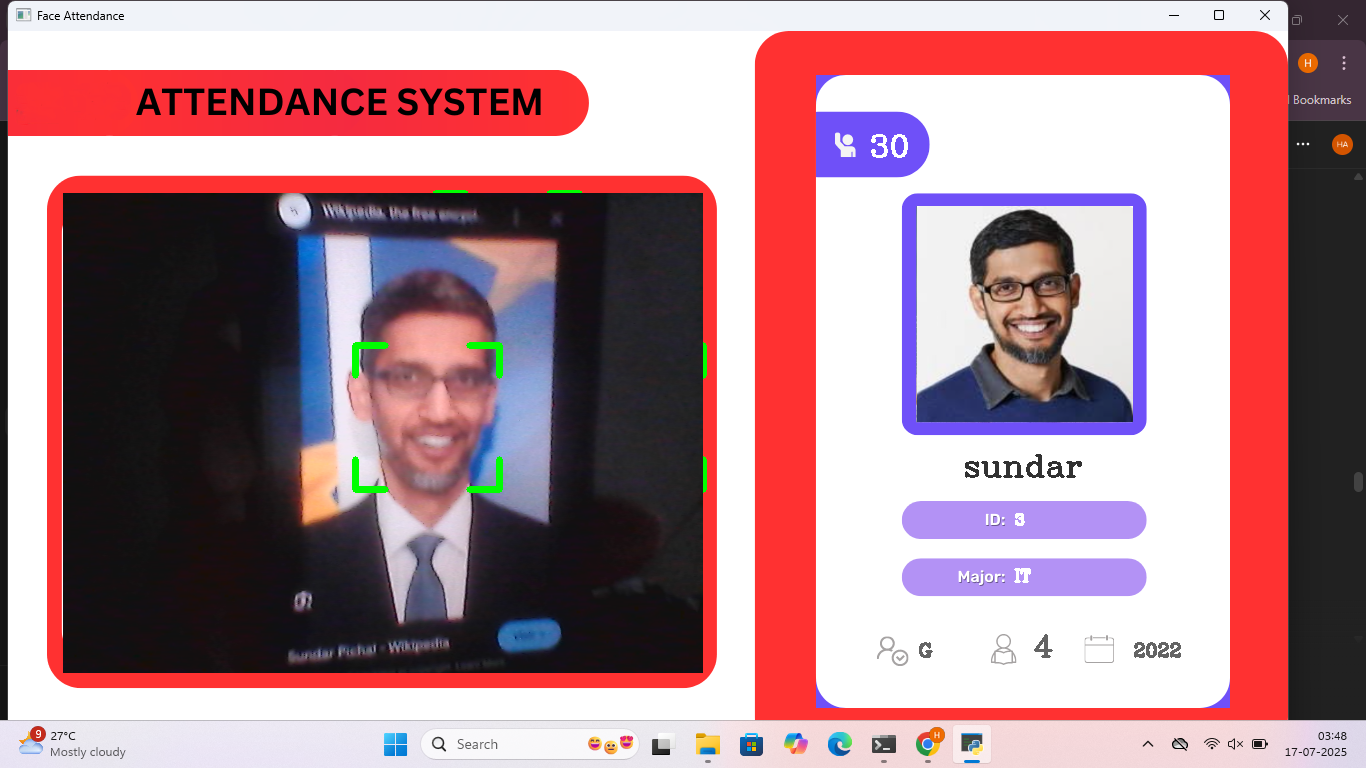 Face Attendance
H
Bookmarks
HA
ATTENDANCE SYSTEM
30
Wikipedia, the free encycl...
Sundar Pichai - Wikipedia
Visit >
sundar
ID: 3
Major: IT
G 4 2022
9
27°C
Mostly cloudy
Search
H
03:48
17-07-2025